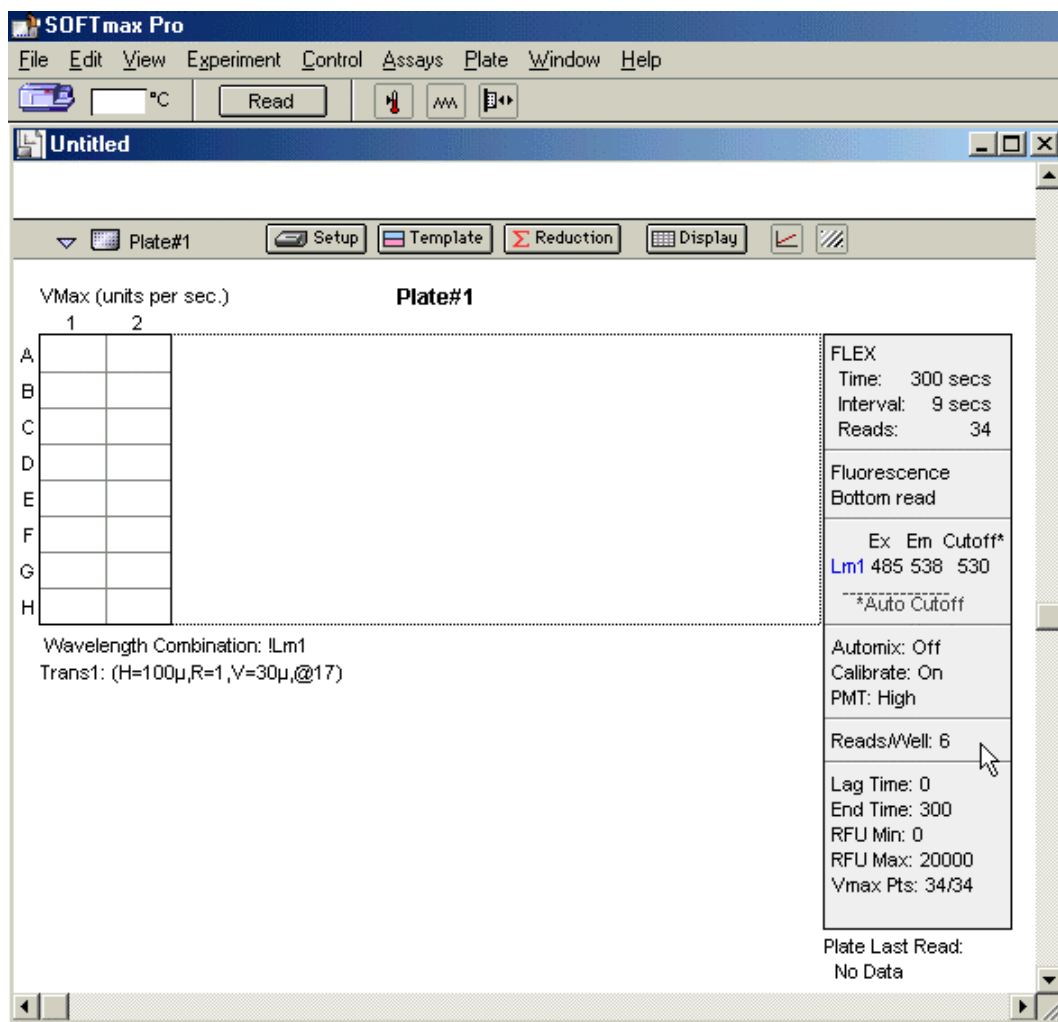 SOFTmax Pro
File Edit View Experiment Control Assays Plate Window Help
°C Read
Untitled
Plate#1 Setup Template Σ Reduction Display
VMax (units per sec.) Plate#1
1 2
A
B
C
D
E
F
G
H
FLEX
Time: 300 secs
Interval: 9 secs
Reads: 34
Fluorescence
Bottom read
Ex Em Cutoff*
Lm1 485 538 530
*Auto Cutoff
Automix: Off
Calibrate: On
PMT: High
Reads/Well: 6
Lag Time: 0
End Time: 300
RFU Min: 0
RFU Max: 20000
Vmax Pts: 34/34
Wavelength Combination: !Lm1
Trans1: (H=100µ,R=1,V=30µ,@17)
Plate Last Read:
No Data